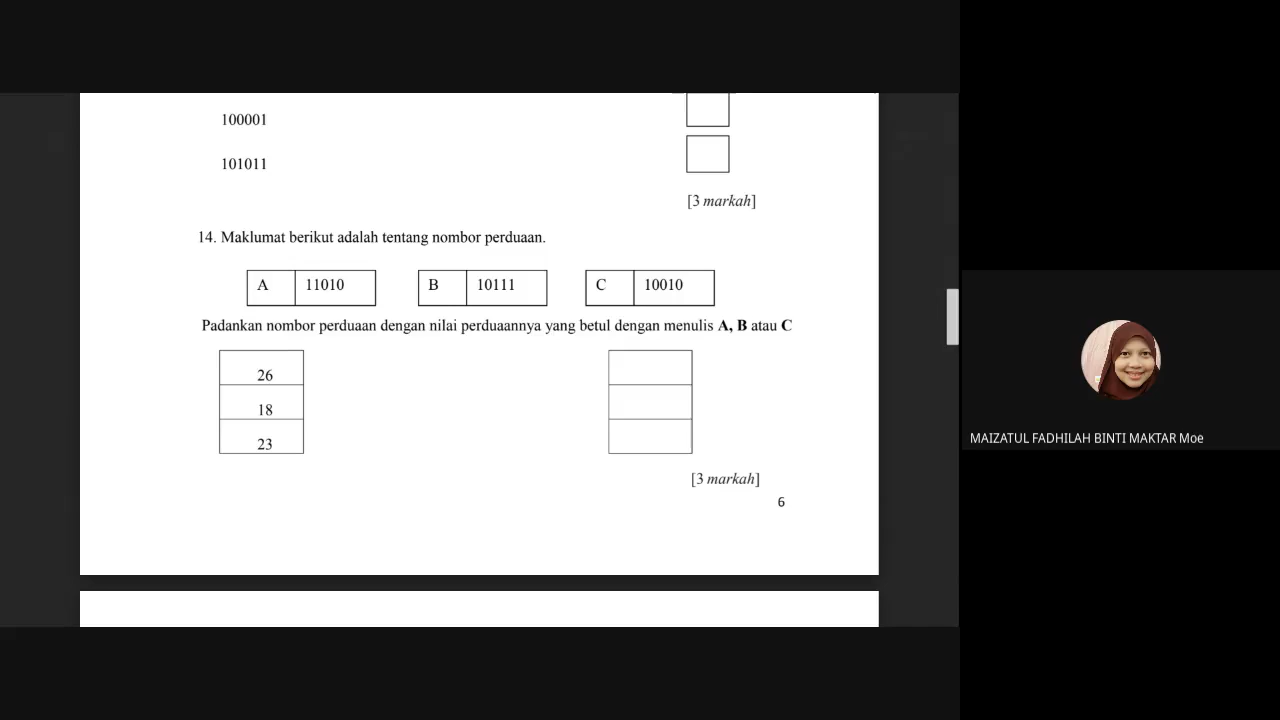 100001
101011
[3 markah]
14. Maklumat berikut adalah tentang nombor perduaan.
A 11010 B 10111 C 10010
Padankan nombor perduaan dengan nilai perduaannya yang betul dengan menulis A, B atau C
26
18
23
[3 markah]
6
MAIZATUL FADHILAH BINTI MAKTAR Moe